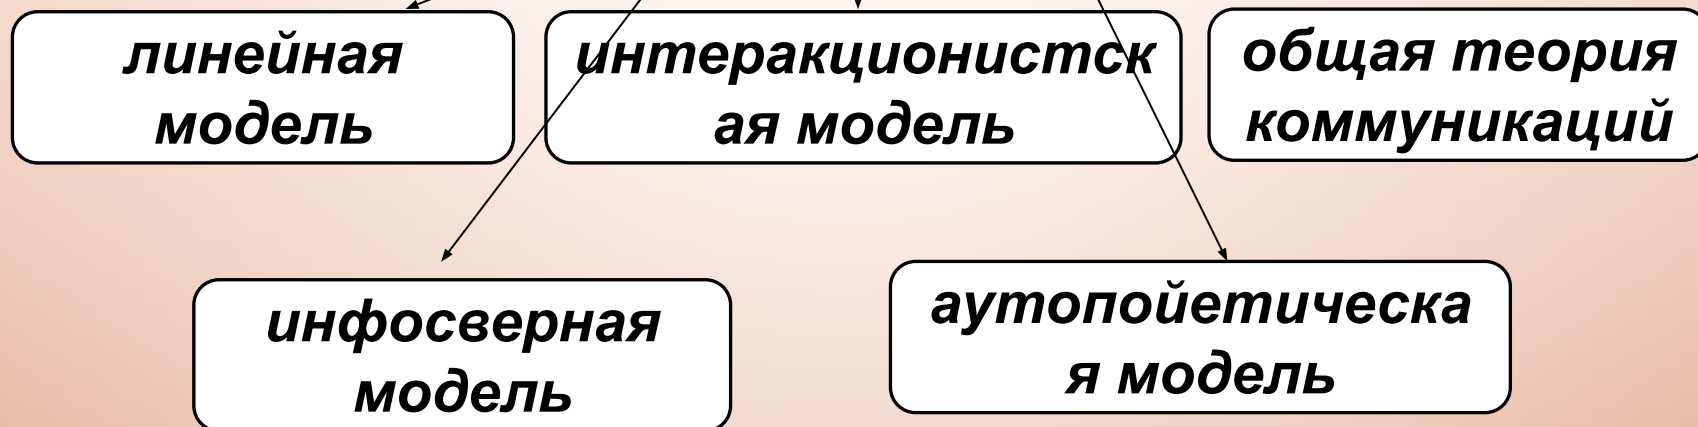 линейная
модель
интеракционистск
ая модель
общая теория
коммуникаций
инфосверная
модель
аутопойетическа
я модель